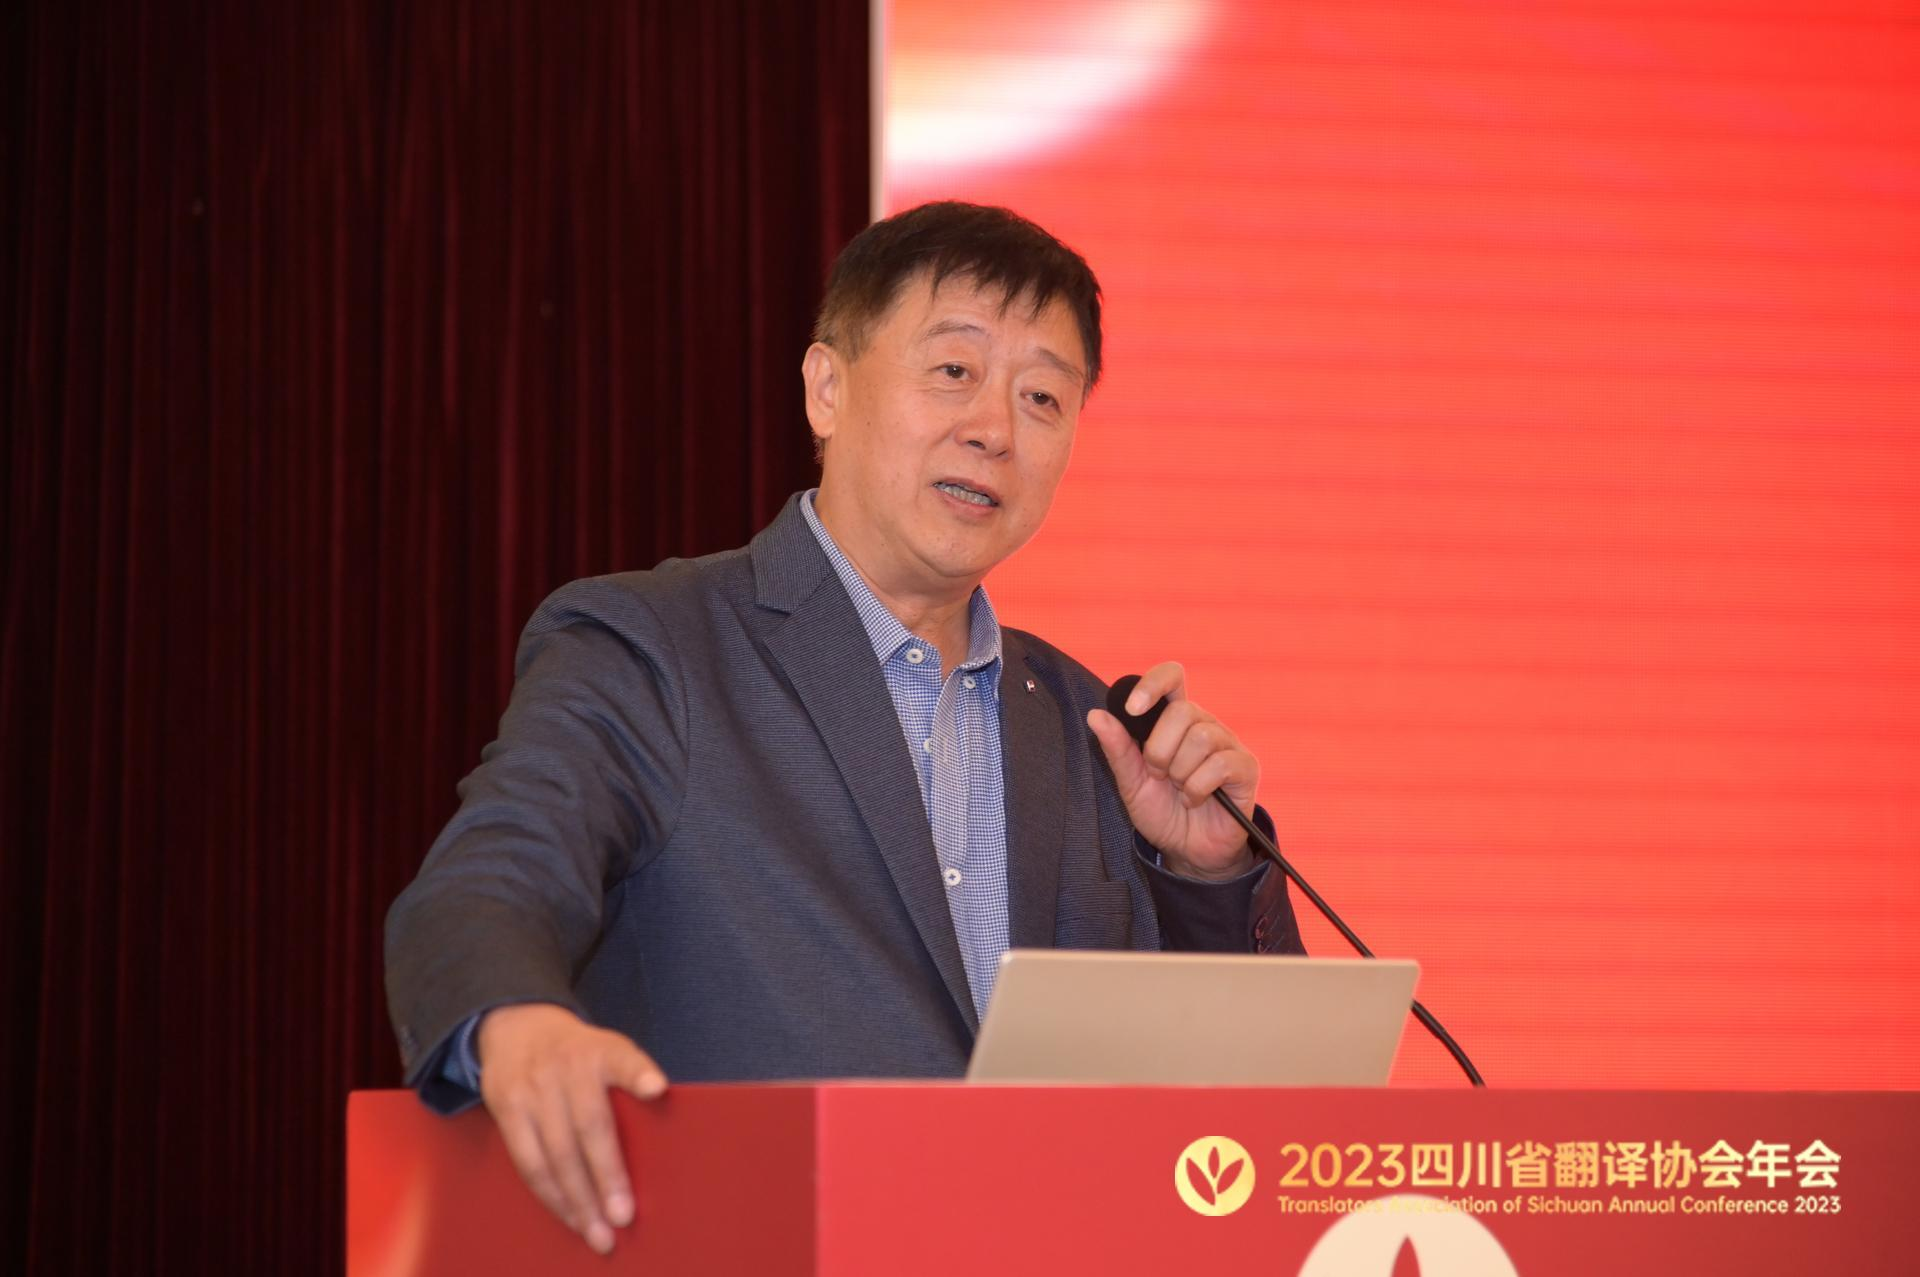 2023四川省翻译协会年会
Translators Association of Sichuan Annual Conference 2023